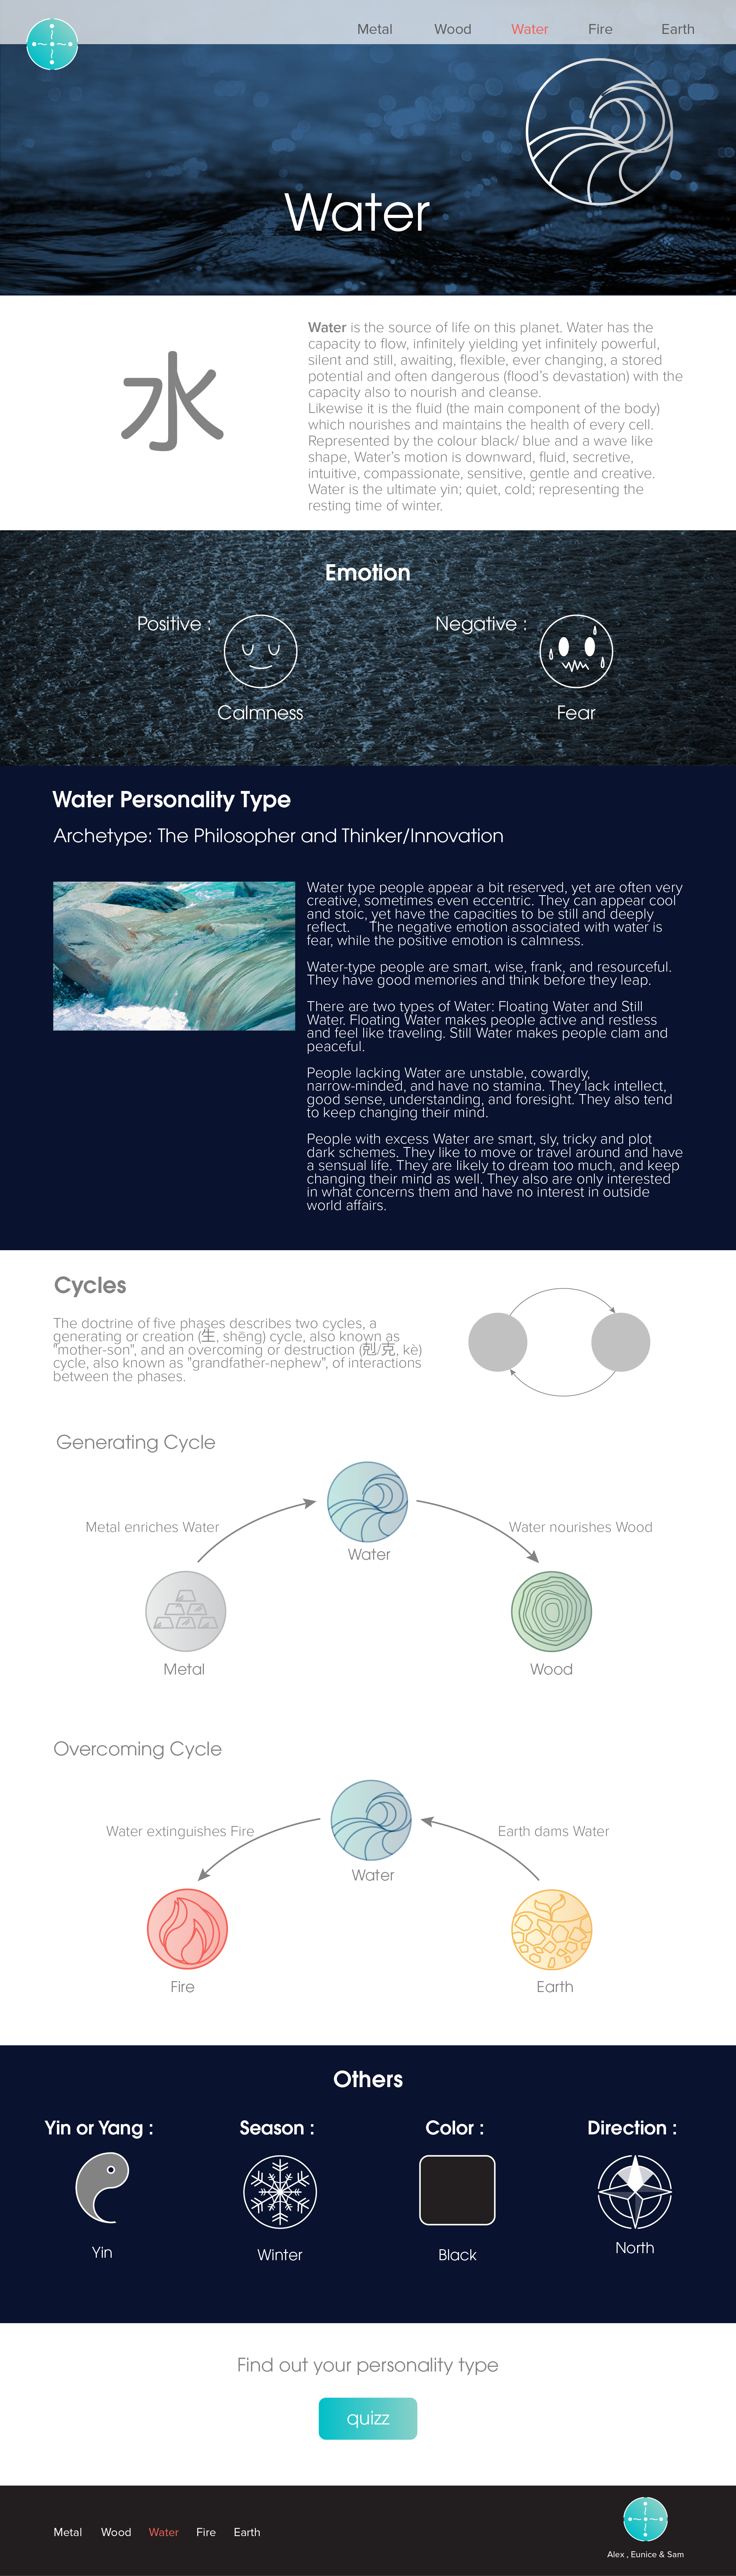 Metal Wood Water Fire Earth
Water
水
Water is the source of life on this planet. Water has the
capacity to flow, infinitely yielding yet infinitely powerful,
silent and still, awaiting, flexible, ever changing, a stored
potential and often dangerous (flood's devastation) with the
capacity also to nourish and cleanse.
Likewise it is the fluid (the main component of the body)
which nourishes and maintains the health of every cell.
Represented by the colour black/ blue and a wave like
shape, Water's motion is downward, fluid, secretive,
intuitive, compassionate, sensitive, gentle and creative.
Water is the ultimate yin; quiet, cold; representing the
resting time of winter.
Emotion
Positive : Negative :
Calmness Fear
Water Personality Type
Archetype: The Philosopher and Thinker/Innovation
Water type people appear a bit reserved, yet are often very
creative, sometimes even eccentric. They can appear cool
and stoic, yet have the capacities to be still and deeply
reflect. The negative emotion associated with water is
fear, while the positive emotion is calmness.
Water-type people are smart, wise, frank, and resourceful.
They have good memories and think before they leap.
There are two types of Water: Floating Water and Still
Water. Floating Water makes people active and restless
and feel like traveling. Still Water makes people clam and
peaceful.
People lacking Water are unstable, cowardly,
narrow-minded, and have no stamina. They lack intellect,
good sense, understanding, and foresight. They also tend
to keep changing their mind.
People with excess Water are smart, sly, tricky and plot
dark schemes. They like to move or travel around and have
a sensual life. They are likely to dream too much, and keep
changing their mind as well. They also are only interested
in what concerns them and have no interest in outside
world affairs.
Cycles
The doctrine of five phases describes two cycles, a
generating or creation (生, shēng) cycle, also known as
"mother-son", and an overcoming or destruction (剋/克, kè)
cycle, also known as "grandfather-nephew", of interactions
between the phases.
Generating Cycle
Metal enriches Water Water nourishes Wood
Water
Metal Wood
Overcoming Cycle
Water extinguishes Fire Earth dams Water
Water
Fire Earth
Others
Yin or Yang : Season : Color : Direction :
Yin Winter Black North
Find out your personality type
quizz
Metal Wood Water Fire Earth
Alex , Eunice & Sam